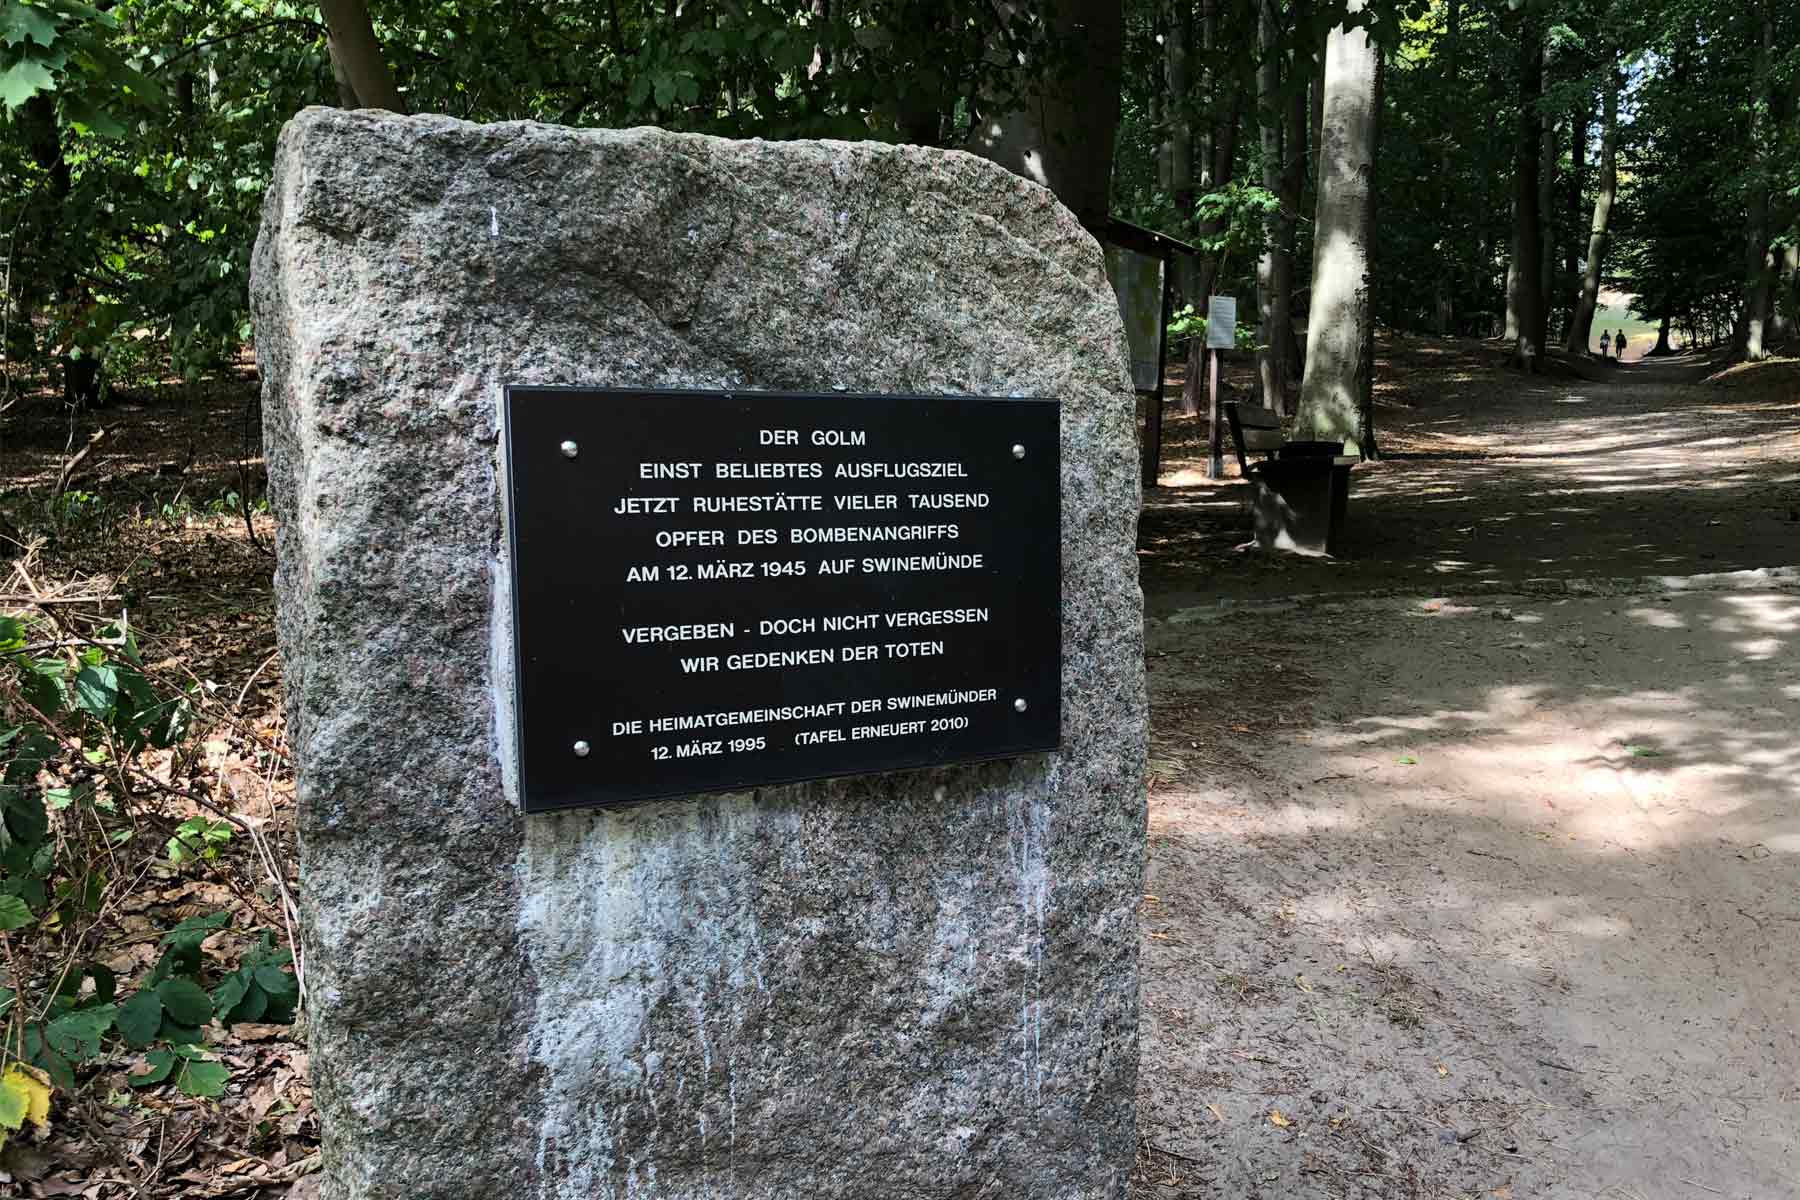 DER GOLM
EINST BELIEBTES AUSFLUGSZIEL
JETZT RUHESTÄTTE VIELER TAUSEND
OPFER DES BOMBENANGRIFFS
AM 12. MÄRZ 1945 AUF SWINEMÜNDE
VERGEBEN - DOCH NICHT VERGESSEN
WIR GEDENKEN DER TOTEN
DIE HEIMATGEMEINSCHAFT DER SWINEMÜNDER
12. MÄRZ 1995 (TAFEL ERNEUERT 2010)